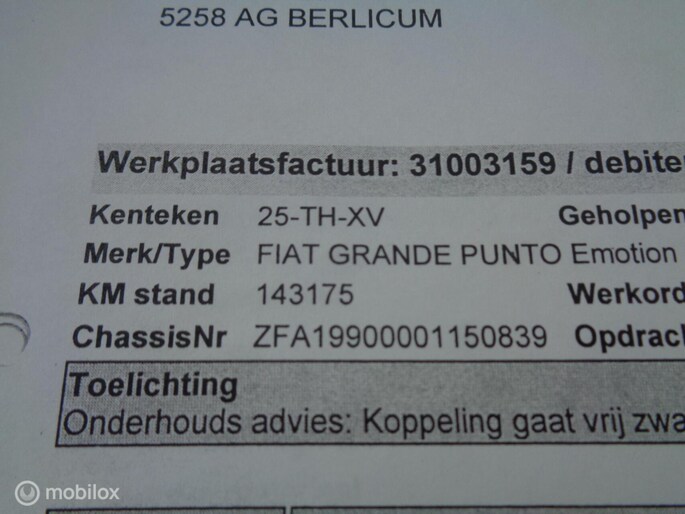 5258 AG BERLICUM
Werkplaatsfactuur: 31003159 / debite
Kenteken 25-TH-XV Geholpen
Merk/Type FIAT GRANDE PUNTO Emotion
KM stand 143175 Werkord
ChassisNr ZFA19900001150839 Opdrach
Toelichting
Onderhouds advies: Koppeling gaat vrij zwa
mobilox